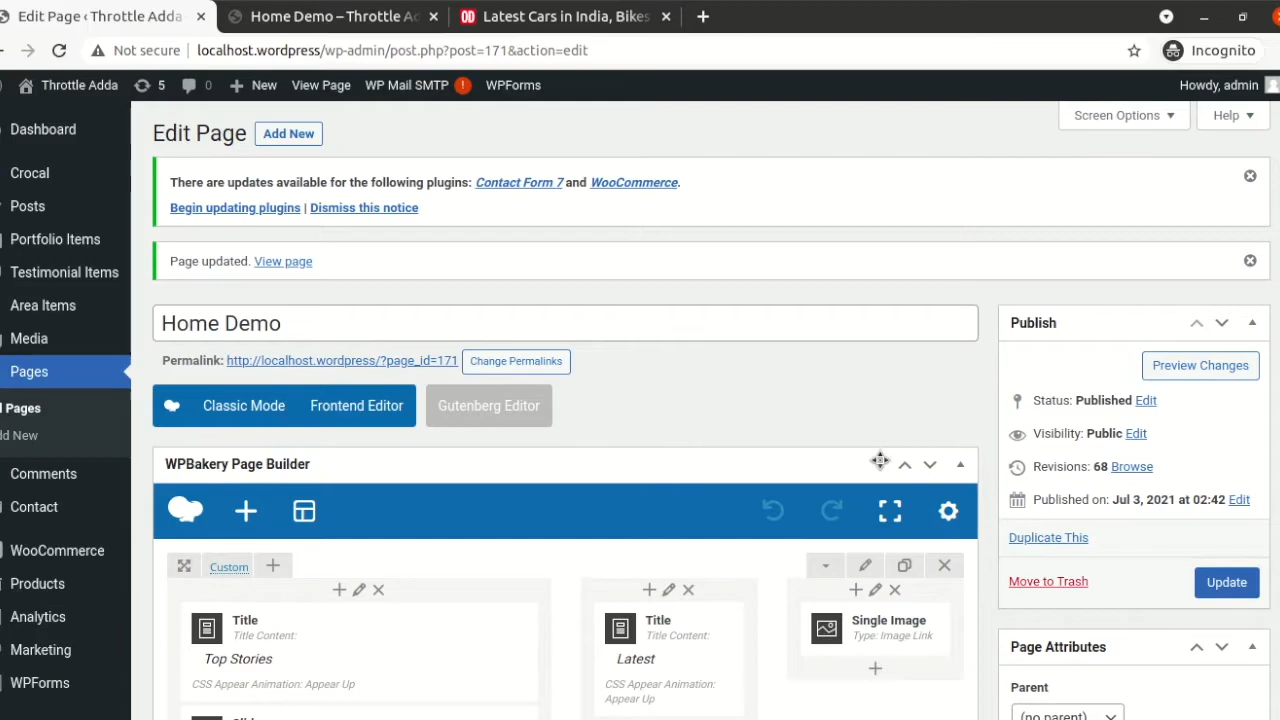 Edit Page ‹ Throttle Adda
Home Demo – Throttle Ad
OD Latest Cars in India, Bikes
Not secure localhost.wordpress/wp-admin/post.php?post=171&action=edit
Incognito
Throttle Adda 5 0 New View Page WP Mail SMTP ! WPForms
Howdy, admin
Screen Options Help
Dashboard
Crocal
Posts
Portfolio Items
Testimonial Items
Area Items
Media
Pages
Pages
dd New
Comments
Contact
WooCommerce
Products
Analytics
Marketing
WPForms
Edit Page Add New
There are updates available for the following plugins: Contact Form 7 and WooCommerce.
Begin updating plugins | Dismiss this notice
Page updated. View page
Home Demo
Permalink: http://localhost.wordpress/?page_id=171 Change Permalinks
Classic Mode Frontend Editor Gutenberg Editor
WPBakery Page Builder
Custom
Title
Title Content:
Top Stories
CSS Appear Animation: Appear Up
Title
Title Content:
Latest
CSS Appear Animation:
Appear Up
Single Image
Type: Image Link
Publish
Preview Changes
Status: Published Edit
Visibility: Public Edit
Revisions: 68 Browse
Published on: Jul 3, 2021 at 02:42 Edit
Duplicate This
Move to Trash Update
Page Attributes
Parent
(no parent)